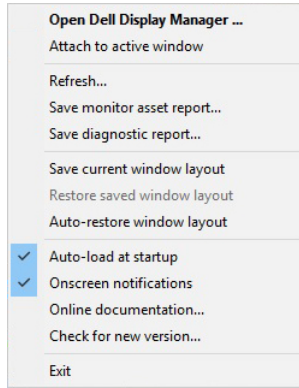 Open Dell Display Manager ...
Attach to active window
Refresh...
Save monitor asset report...
Save diagnostic report...
Save current window layout
Restore saved window layout
Auto-restore window layout
Auto-load at startup
Onscreen notifications
Online documentation...
Check for new version...
Exit